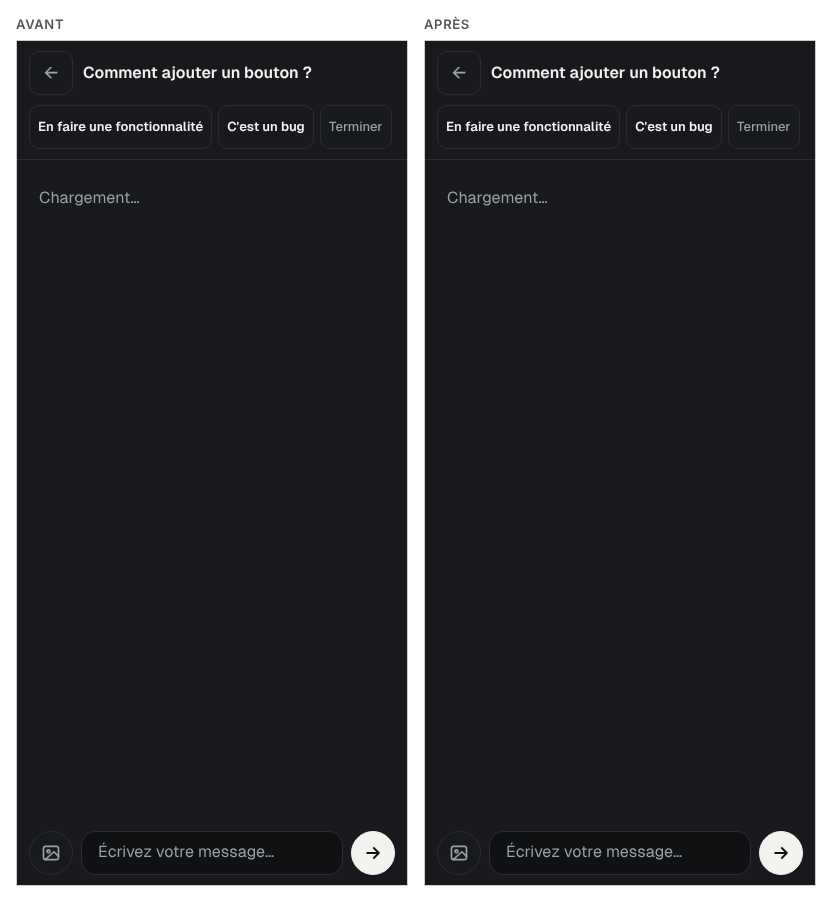 AVANT
Comment ajouter un bouton ?
En faire une fonctionnalité C'est un bug Terminer
Chargement...
Écrivez votre message...
APRÈS
Comment ajouter un bouton ?
En faire une fonctionnalité C'est un bug Terminer
Chargement...
Écrivez votre message...